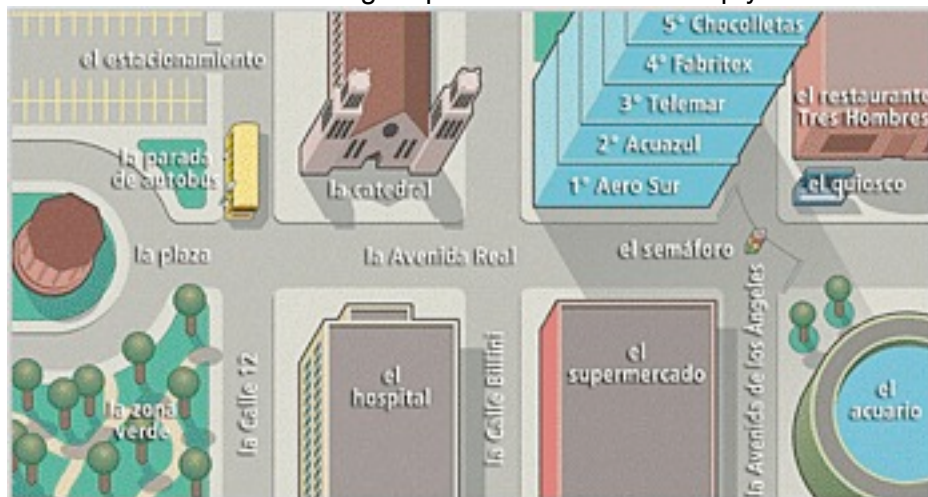 5° Chocolletas
el estacionamiento
4° Fabritex
el restaurante
Tres Hombres
3° Telemar
2° Acuazul
la parada
de autobús
1° Aero Sur
la catedral
el quiosco
la plaza
la Avenida Real
el semáforo
la Calle 12
el
hospital
la Calle Billini
el
supermercado
la Avenida de los Angeles
el
acuario
la zona
verde